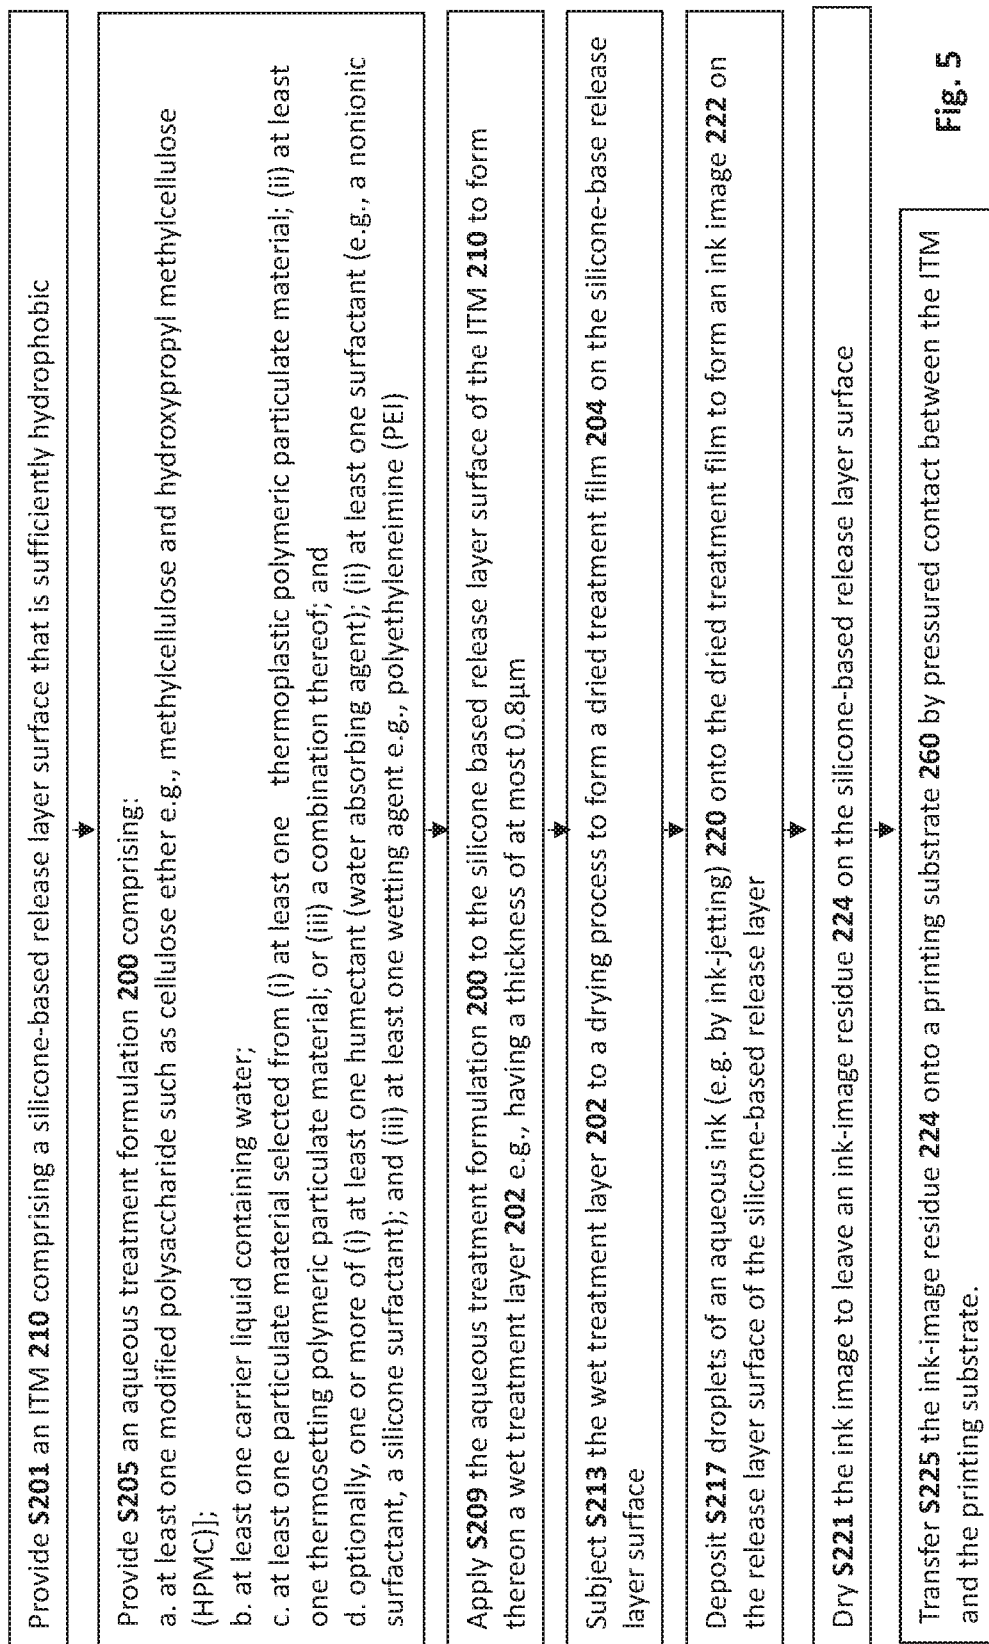 Provide S201 an ITM 210 comprising a silicone-based release layer surface that is sufficiently hydrophobic
Provide S205 an aqueous treatment formulation 200 comprising:
a. at least one modified polysaccharide such as cellulose ether e.g., methylcellulose and hydroxypropyl methylcellulose
(HPMC)];
b. at least one carrier liquid containing water;
c. at least one particulate material selected from (i) at least one thermoplastic polymeric particulate material; (ii) at least
one thermosetting polymeric particulate material; or (iii) a combination thereof; and
d. optionally, one or more of (i) at least one humectant (water absorbing agent); (ii) at least one surfactant (e.g., a nonionic
surfactant, a silicone surfactant); and (iii) at least one wetting agent e.g., polyethyleneimine (PEI)
Apply S209 the aqueous treatment formulation 200 to the silicone based release layer surface of the ITM 210 to form
thereon a wet treatment layer 202 e.g., having a thickness of at most 0.8μm
Subject S213 the wet treatment layer 202 to a drying process to form a dried treatment film 204 on the silicone-base release
layer surface
Deposit S217 droplets of an aqueous ink (e.g. by ink-jetting) 220 onto the dried treatment film to form an ink image 222 on
the release layer surface of the silicone-based release layer
Dry S221 the ink image to leave an ink-image residue 224 on the silicone-based release layer surface
Transfer S225 the ink-image residue 224 onto a printing substrate 260 by pressured contact between the ITM
and the printing substrate.
Fig. 5